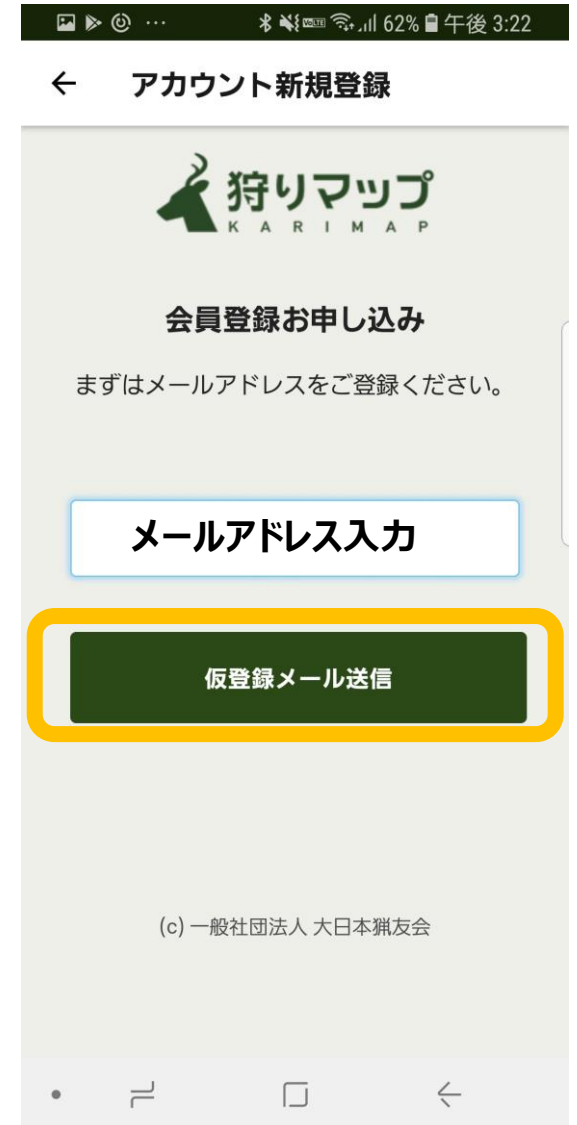 62% 午後 3:22
アカウント新規登録
狩りマップ
KARIMAP
会員登録お申し込み
まずはメールアドレスをご登録ください。
メールアドレス入力
仮登録メール送信
(c) 一般社団法人 大日本猟友会